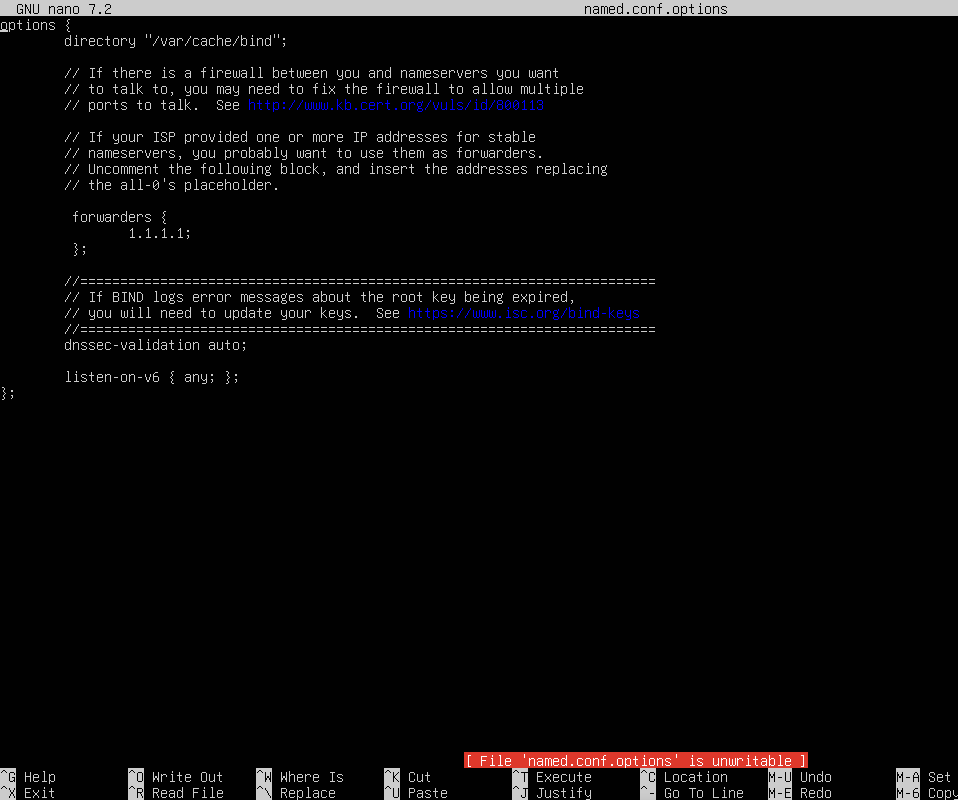 GNU nano 7.2 named.conf.options
options {
        directory "/var/cache/bind";

        // If there is a firewall between you and nameservers you want
        // to talk to, you may need to fix the firewall to allow multiple
        // ports to talk.  See http://www.kb.cert.org/vuls/id/800113

        // If your ISP provided one or more IP addresses for stable
        // nameservers, you probably want to use them as forwarders.
        // Uncomment the following block, and insert the addresses replacing
        // the all-0's placeholder.

         forwarders {
                1.1.1.1;
         };

        //========================================================================
        // If BIND logs error messages about the root key being expired,
        // you will need to update your keys.  See https://www.isc.org/bind-keys
        //========================================================================
        dnssec-validation auto;

        listen-on-v6 { any; };
};
[ File 'named.conf.options' is unwritable ]
^G Help ^O Write Out ^W Where Is ^K Cut ^T Execute ^C Location M-U Undo M-A Set
^X Exit ^R Read File ^\ Replace ^U Paste ^J Justify ^- Go To Line M-E Redo M-6 Copy